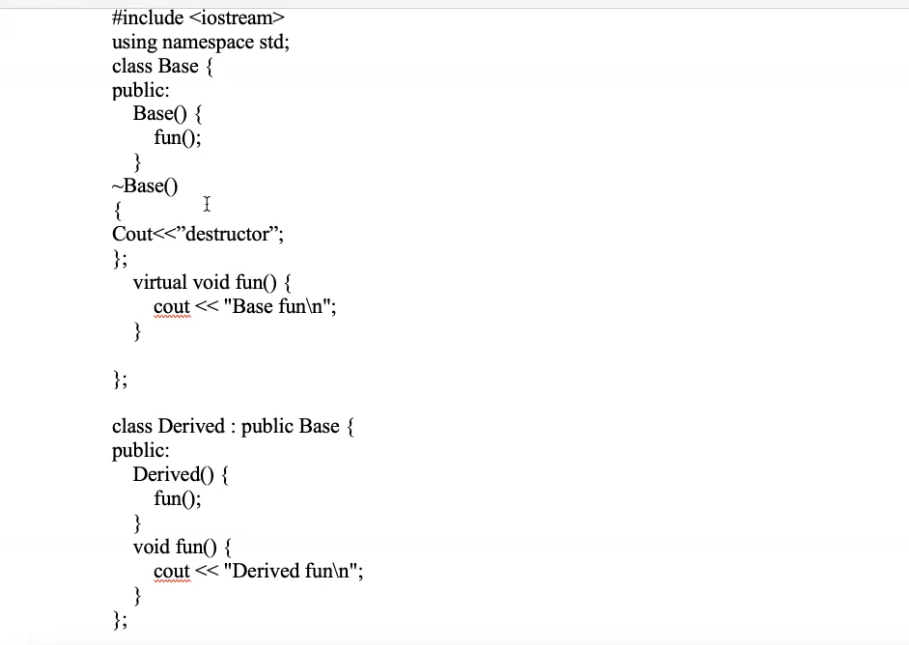 #include <iostream>
using namespace std;
class Base {
public:
Base() {
fun();
}
~Base()
{
Cout<<”destructor”;
};
virtual void fun() {
cout << "Base fun\n";
}
};
class Derived : public Base {
public:
Derived() {
fun();
}
void fun() {
cout << "Derived fun\n";
}
};